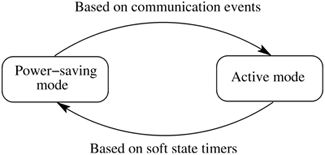 Based on communication events
Power−saving
mode
Active mode
Based on soft state timers